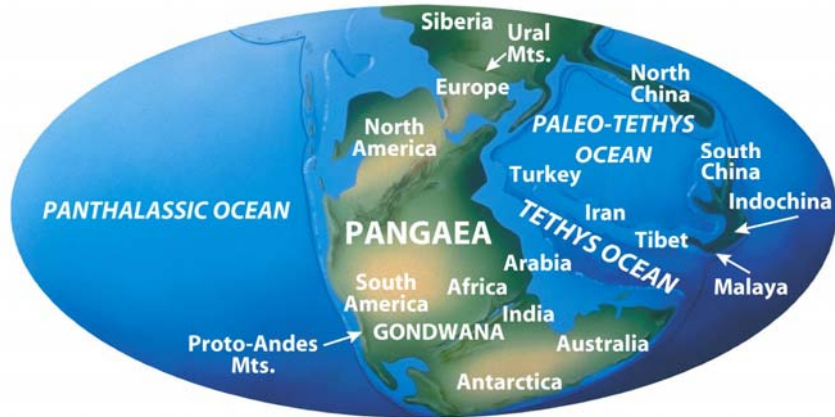 Siberia
Ural
Mts.
Europe
North
China
North
America
PALEO-TETHYS
OCEAN
South
China
Turkey
Indochina
PANTHALASSIC OCEAN
Iran
TETHYS OCEAN
Tibet
PANGAEA
Arabia
Malaya
South
America
Africa
India
GONDWANA
Proto-Andes
Mts.
Australia
Antarctica